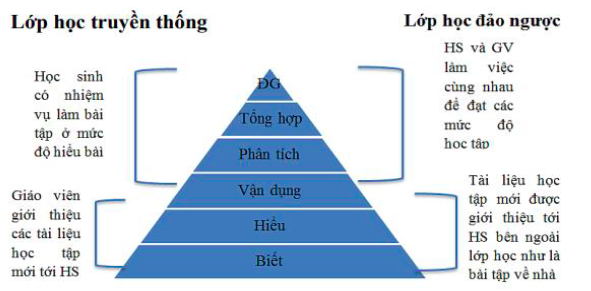 Lớp học truyền thống
Lớp học đảo ngược
Học sinh
có nhiệm
vụ làm bài
tập ở mức
độ hiểu bài
Giáo viên
giới thiệu
các tài liệu
học tập
mới tới HS
ĐG
Tổng hợp
Phân tích
Vận dụng
Hiểu
Biết
HS và GV
làm việc
cùng nhau
để đạt các
mức độ
học tập
Tài liệu học
tập mới được
giới thiệu tới
HS bên ngoài
lớp học như là
bài tập về nhà